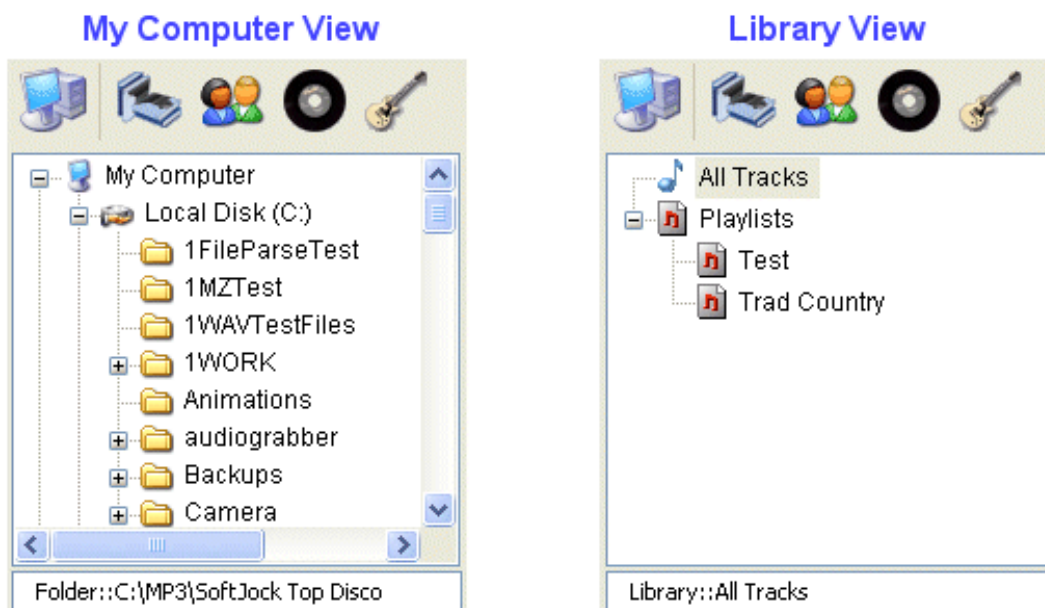 My Computer View
My Computer
Local Disk (C:)
1FileParseTest
1MZTest
1WAVTestFiles
1WORK
Animations
audiograbber
Backups
Camera
Folder::C:\MP3\SoftJock Top Disco
Library View
All Tracks
Playlists
Test
Trad Country
Library::All Tracks